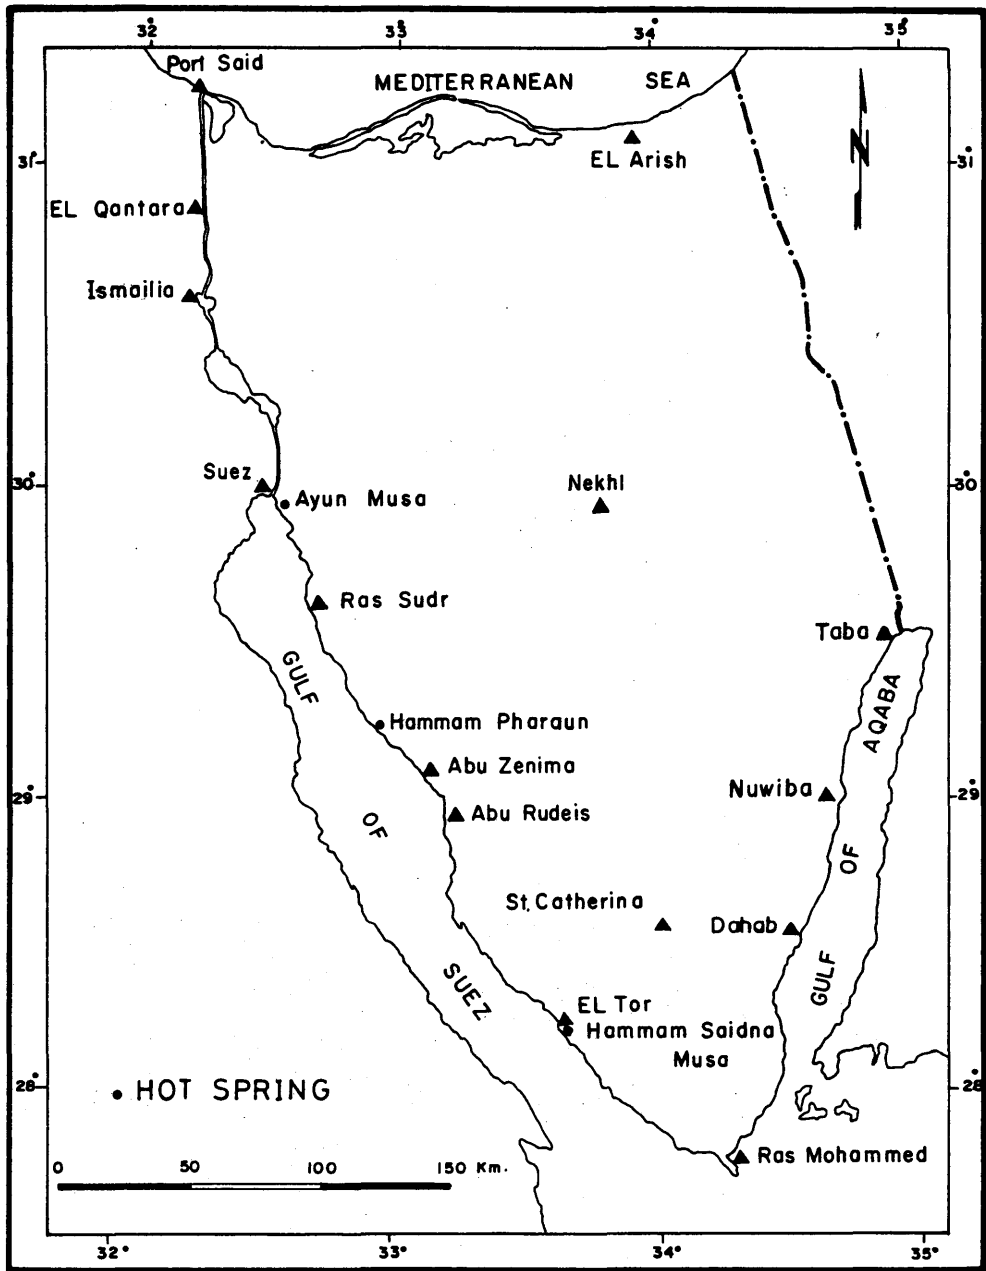 32° 33° 34° 35°
Port Said
MEDITERRANEAN SEA
N
31° 31°
EL Arish
EL Qantara
Ismailia
30° 30°
Suez
Nekhl
Ayun Musa
Ras Sudr
Taba
GULF OF SUEZ
GULF OF AQABA
Hammam Pharaun
Abu Zenima
29° 29°
Nuwiba
Abu Rudeis
St. Catherina
Dahab
EL Tor
Hammam Saidna
Musa
28° 28°
HOT SPRING
Ras Mohammed
0 50 100 150 Km.
32° 33° 34° 35°